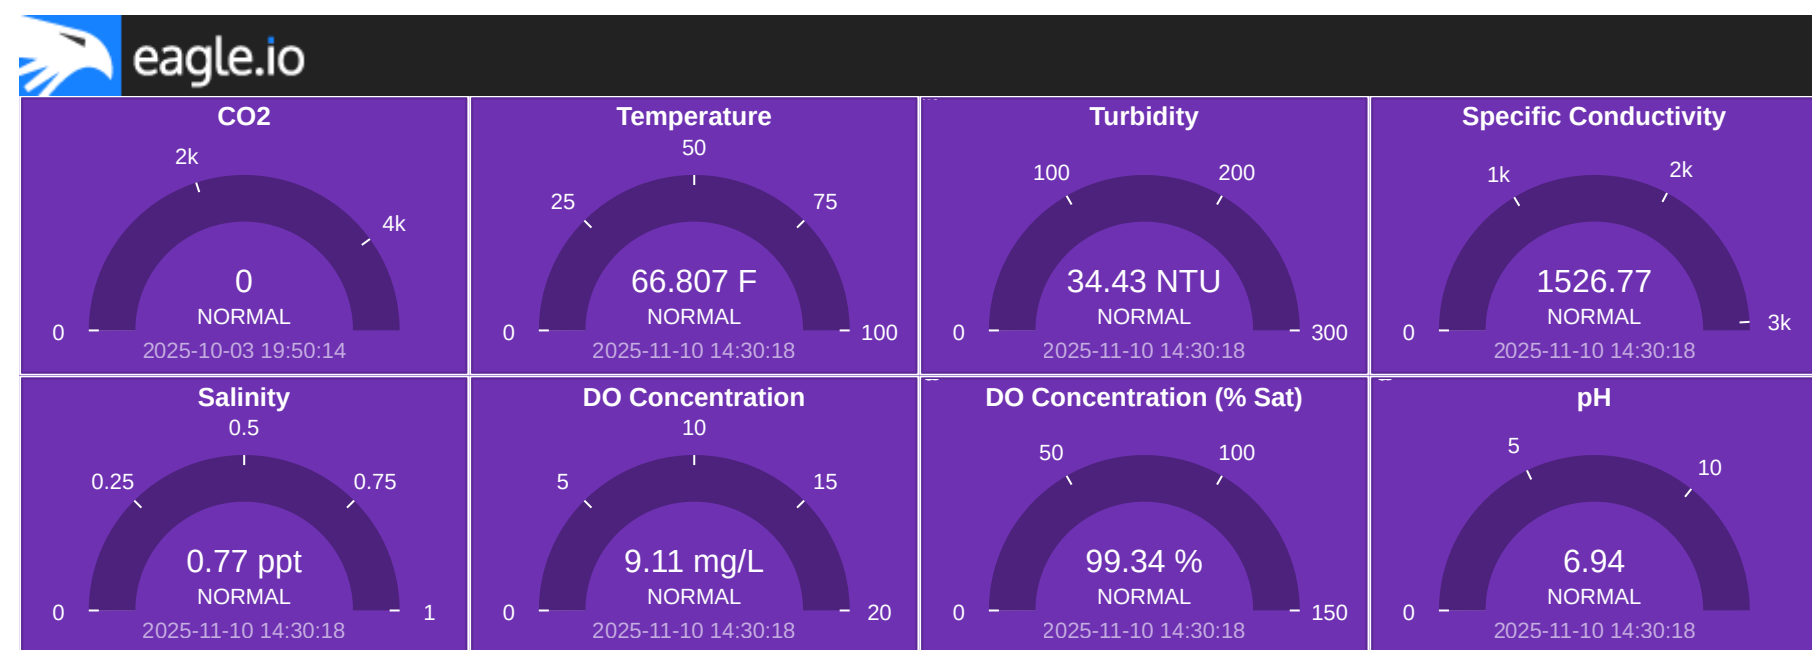 eagle.io
CO2
2k
4k
0
0
NORMAL
2025-10-03 19:50:14
Temperature
50
25
75
0
100
66.807 F
NORMAL
2025-11-10 14:30:18
Turbidity
100
200
0
300
34.43 NTU
NORMAL
2025-11-10 14:30:18
Specific Conductivity
1k
2k
0
3k
1526.77
NORMAL
2025-11-10 14:30:18
Salinity
0.5
0.25
0.75
0
1
0.77 ppt
NORMAL
2025-11-10 14:30:18
DO Concentration
10
5
15
0
20
9.11 mg/L
NORMAL
2025-11-10 14:30:18
DO Concentration (% Sat)
50
100
0
150
99.34 %
NORMAL
2025-11-10 14:30:18
pH
5
10
0
6.94
NORMAL
2025-11-10 14:30:18